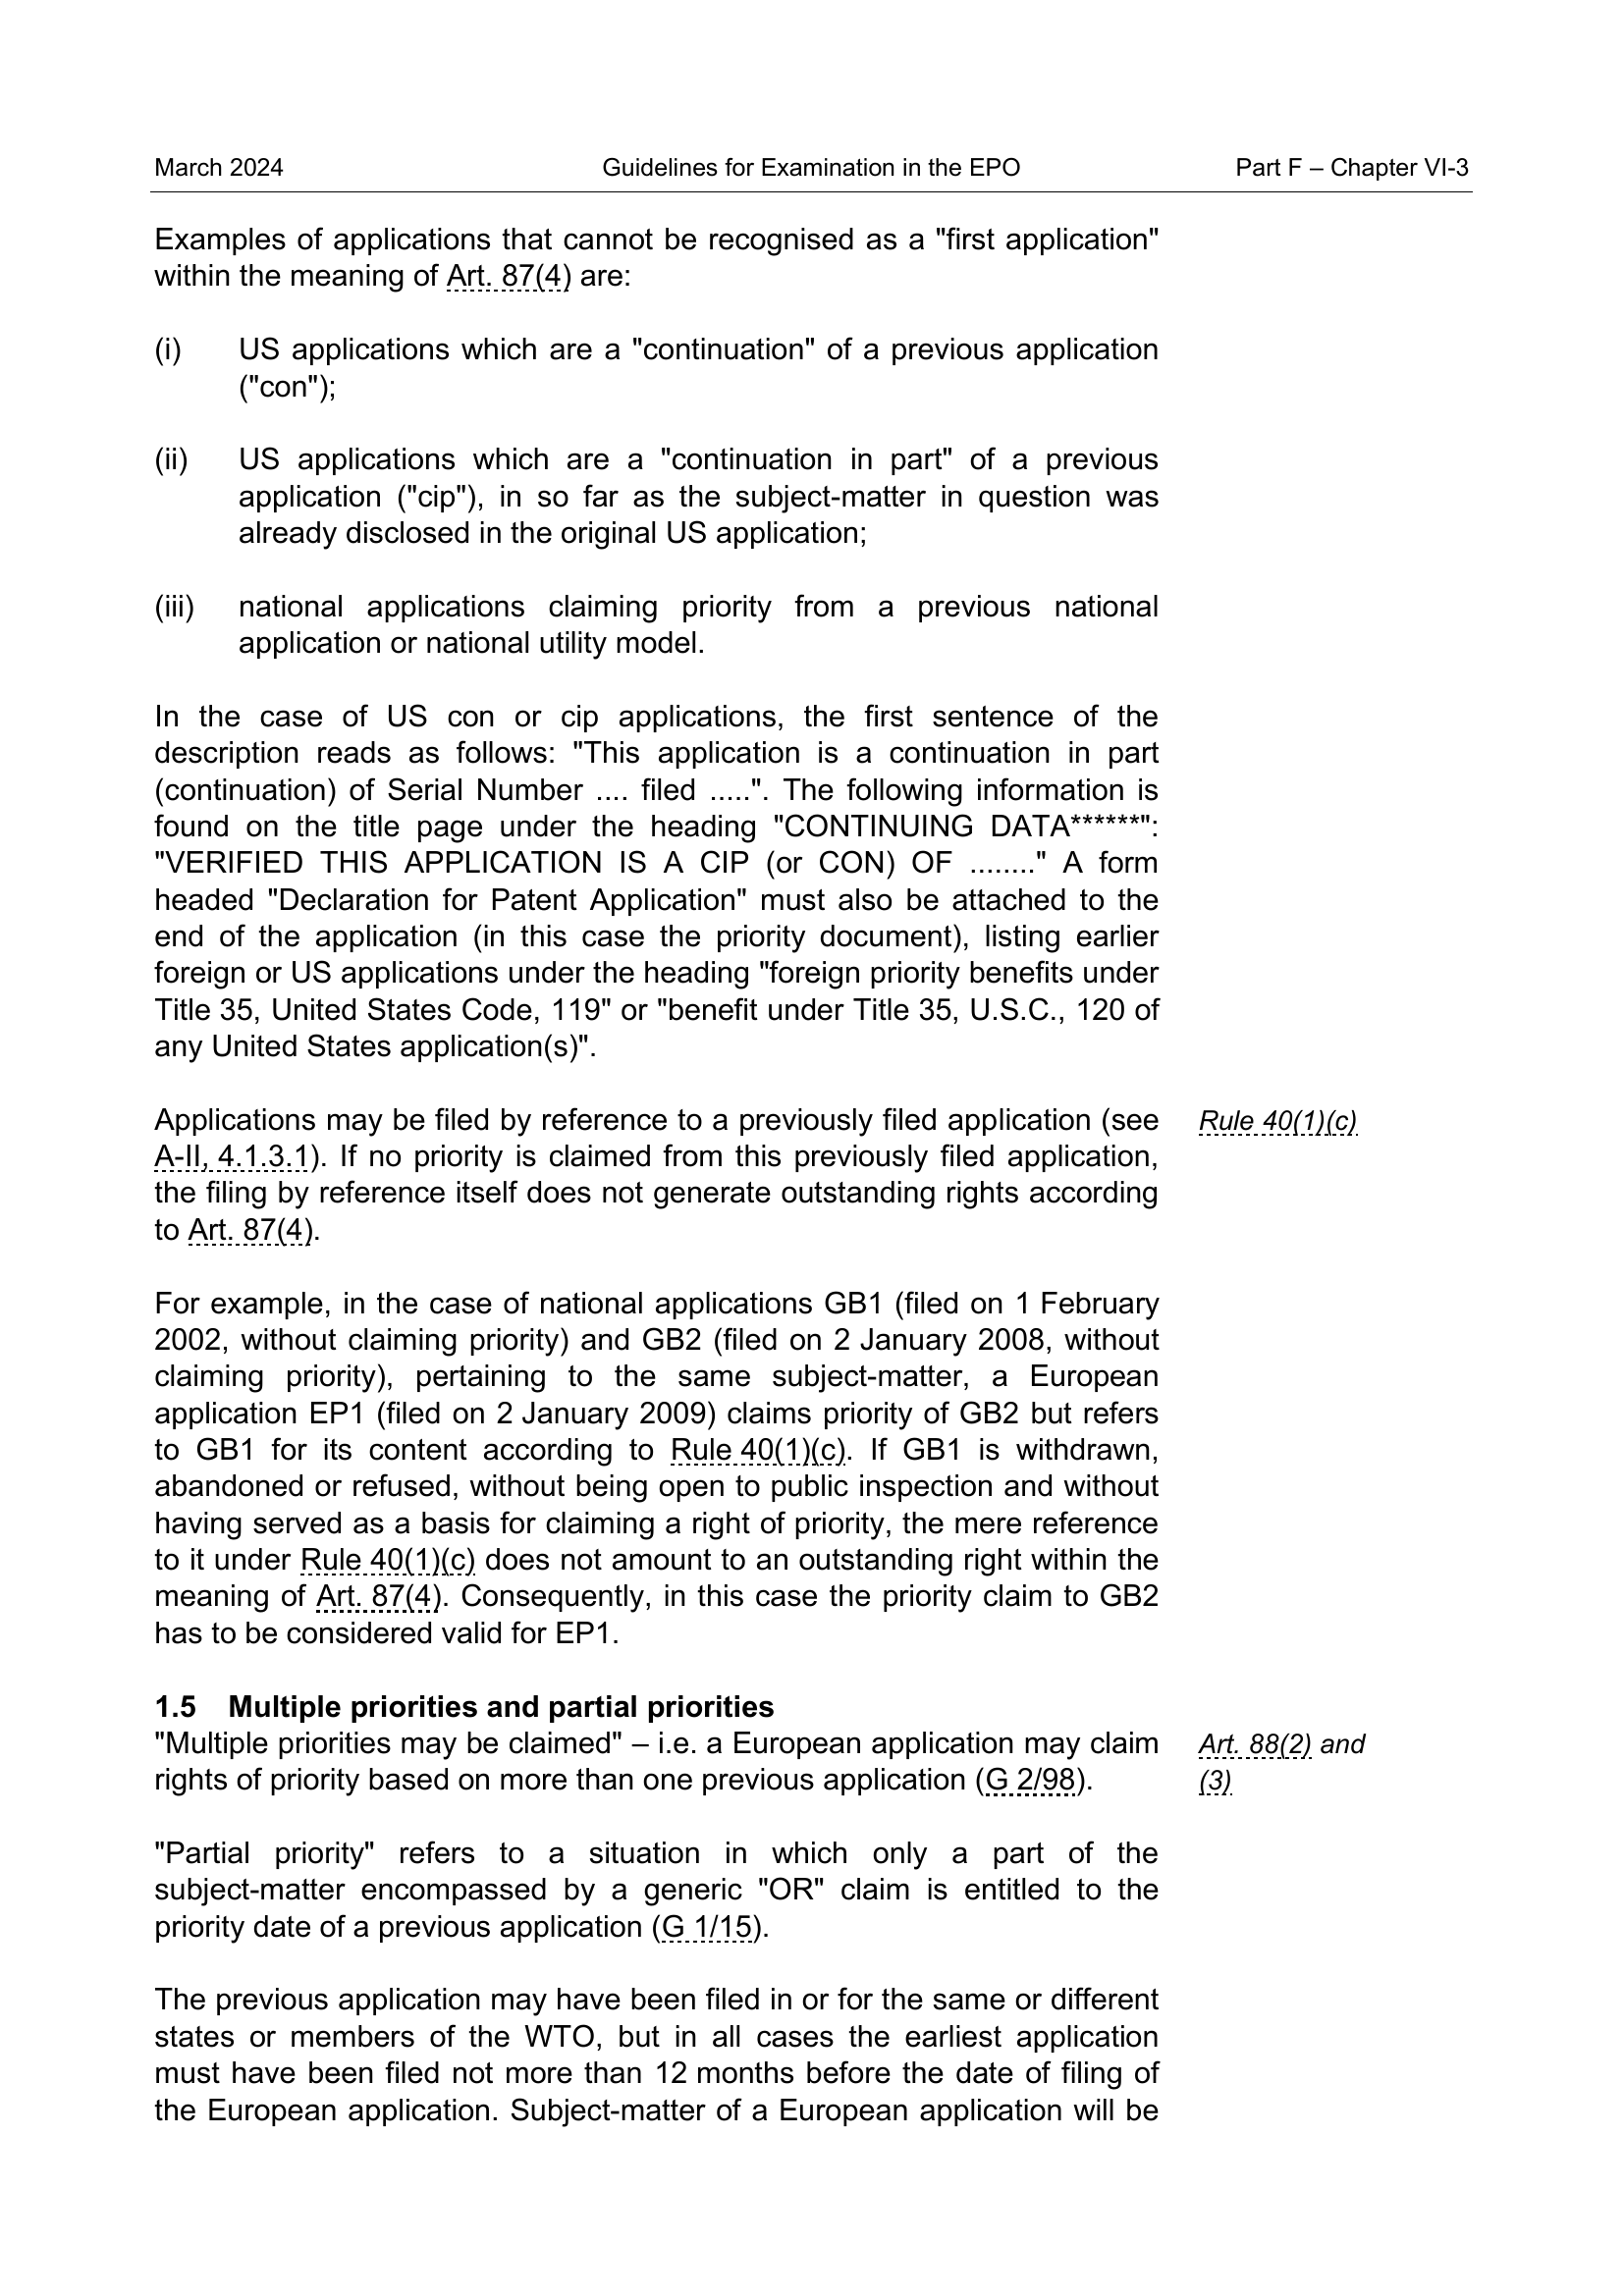 March 2024 Guidelines for Examination in the EPO Part F – Chapter VI-3
Examples of applications that cannot be recognised as a "first application"
within the meaning of Art. 87(4) are:
(i) US applications which are a "continuation" of a previous application
("con");
(ii) US applications which are a "continuation in part" of a previous
application ("cip"), in so far as the subject-matter in question was
already disclosed in the original US application;
(iii) national applications claiming priority from a previous national
application or national utility model.
In the case of US con or cip applications, the first sentence of the
description reads as follows: "This application is a continuation in part
(continuation) of Serial Number .... filed .....". The following information is
found on the title page under the heading "CONTINUING DATA******":
"VERIFIED THIS APPLICATION IS A CIP (or CON) OF ........" A form
headed "Declaration for Patent Application" must also be attached to the
end of the application (in this case the priority document), listing earlier
foreign or US applications under the heading "foreign priority benefits under
Title 35, United States Code, 119" or "benefit under Title 35, U.S.C., 120 of
any United States application(s)".
Applications may be filed by reference to a previously filed application (see
A-II, 4.1.3.1). If no priority is claimed from this previously filed application,
the filing by reference itself does not generate outstanding rights according
to Art. 87(4).
Rule 40(1)(c)
For example, in the case of national applications GB1 (filed on 1 February
2002, without claiming priority) and GB2 (filed on 2 January 2008, without
claiming priority), pertaining to the same subject-matter, a European
application EP1 (filed on 2 January 2009) claims priority of GB2 but refers
to GB1 for its content according to Rule 40(1)(c). If GB1 is withdrawn,
abandoned or refused, without being open to public inspection and without
having served as a basis for claiming a right of priority, the mere reference
to it under Rule 40(1)(c) does not amount to an outstanding right within the
meaning of Art. 87(4). Consequently, in this case the priority claim to GB2
has to be considered valid for EP1.
1.5 Multiple priorities and partial priorities
"Multiple priorities may be claimed" – i.e. a European application may claim
rights of priority based on more than one previous application (G 2/98).
Art. 88(2) and
(3)
"Partial priority" refers to a situation in which only a part of the
subject-matter encompassed by a generic "OR" claim is entitled to the
priority date of a previous application (G 1/15).
The previous application may have been filed in or for the same or different
states or members of the WTO, but in all cases the earliest application
must have been filed not more than 12 months before the date of filing of
the European application. Subject-matter of a European application will be